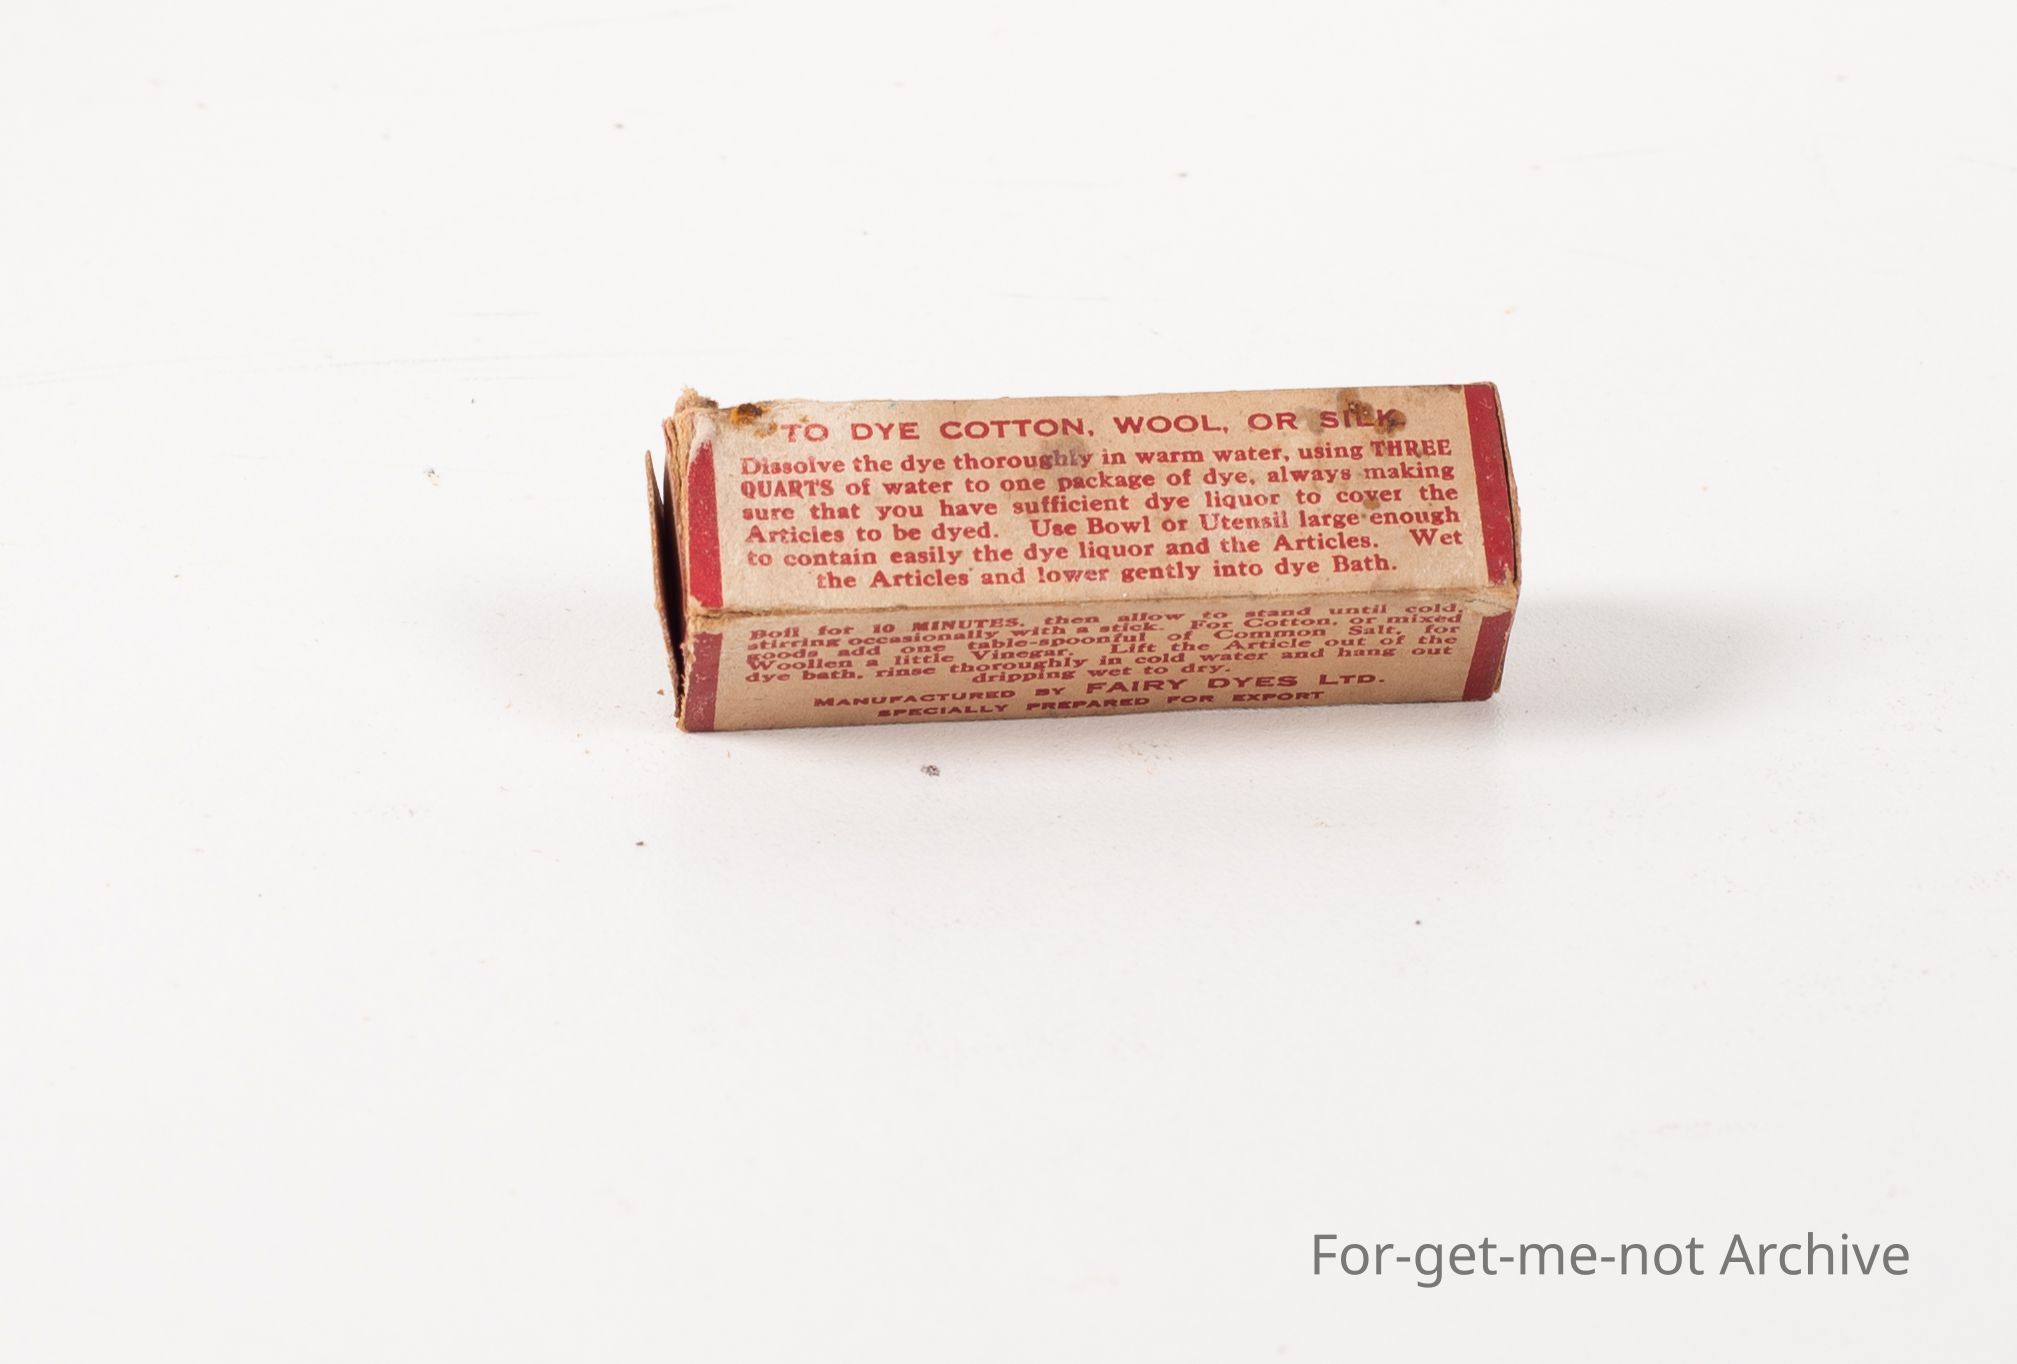 TO DYE COTTON, WOOL, OR SILK.
Dissolve the dye thoroughly in warm water, using THREE
QUARTS of water to one package of dye, always making
sure that you have sufficient dye liquor to cover the
Articles to be dyed. Use Bowl or Utensil large enough
to contain easily the dye liquor and the Articles. Wet
the Articles and lower gently into dye Bath.
Boil for 10 MINUTES, then allow to stand until cold,
stirring occasionally with a stick. For Cotton, or mixed
goods add one table-spoonful of Common Salt, for
Woollen a little Vinegar. Lift the Article out of the
dye bath, rinse thoroughly in cold water and hang out
dripping wet to dry.
MANUFACTURED BY FAIRY DYES LTD.
SPECIALLY PREPARED FOR EXPORT
For-get-me-not Archive